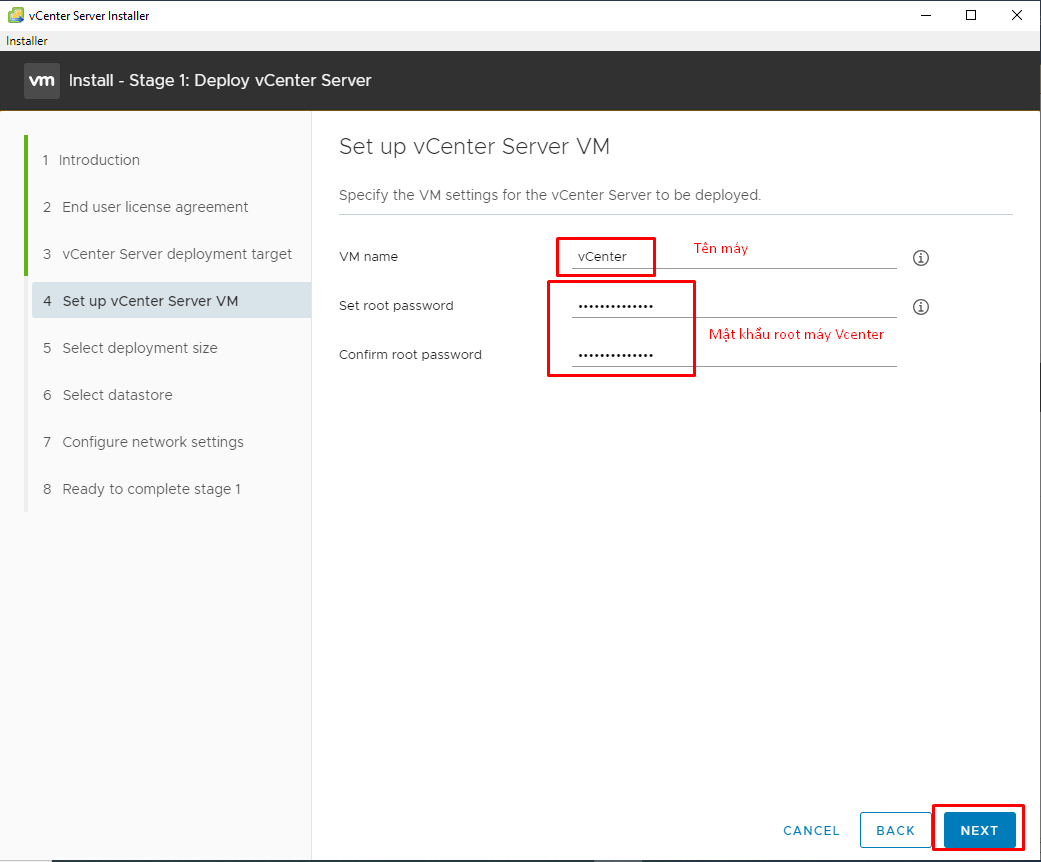 vCenter Server Installer
Installer
vm Install - Stage 1: Deploy vCenter Server
1 Introduction
2 End user license agreement
3 vCenter Server deployment target
4 Set up vCenter Server VM
5 Select deployment size
6 Select datastore
7 Configure network settings
8 Ready to complete stage 1
Set up vCenter Server VM
Specify the VM settings for the vCenter Server to be deployed.
VM name vCenter Tên máy
Set root password ••••••••••••••
Mật khẩu root máy Vcenter
Confirm root password ••••••••••••••
CANCEL BACK NEXT